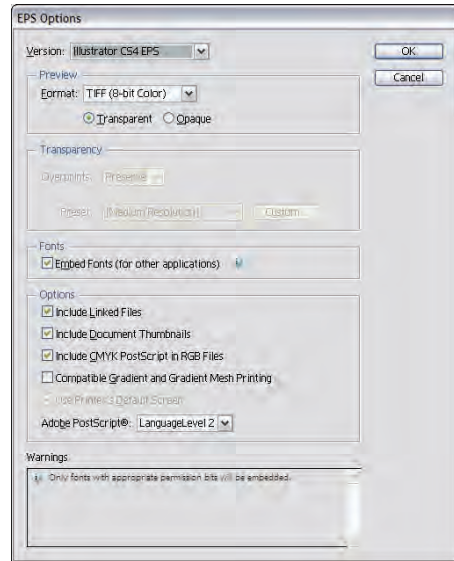 EPS Options
Version: Illustrator CS4 EPS
OK
Cancel
Preview
Format: TIFF (8-bit Color)
Transparent Opaque
Transparency
Overprints: Preserve
Preset: [Medium Resolution] Custom...
Fonts
Embed Fonts (for other applications)
Options
Include Linked Files
Include Document Thumbnails
Include CMYK PostScript in RGB Files
Compatible Gradient and Gradient Mesh Printing
Use Printer's Default Screen
Adobe PostScript®: LanguageLevel 2
Warnings
Only fonts with appropriate permission bits will be embedded.